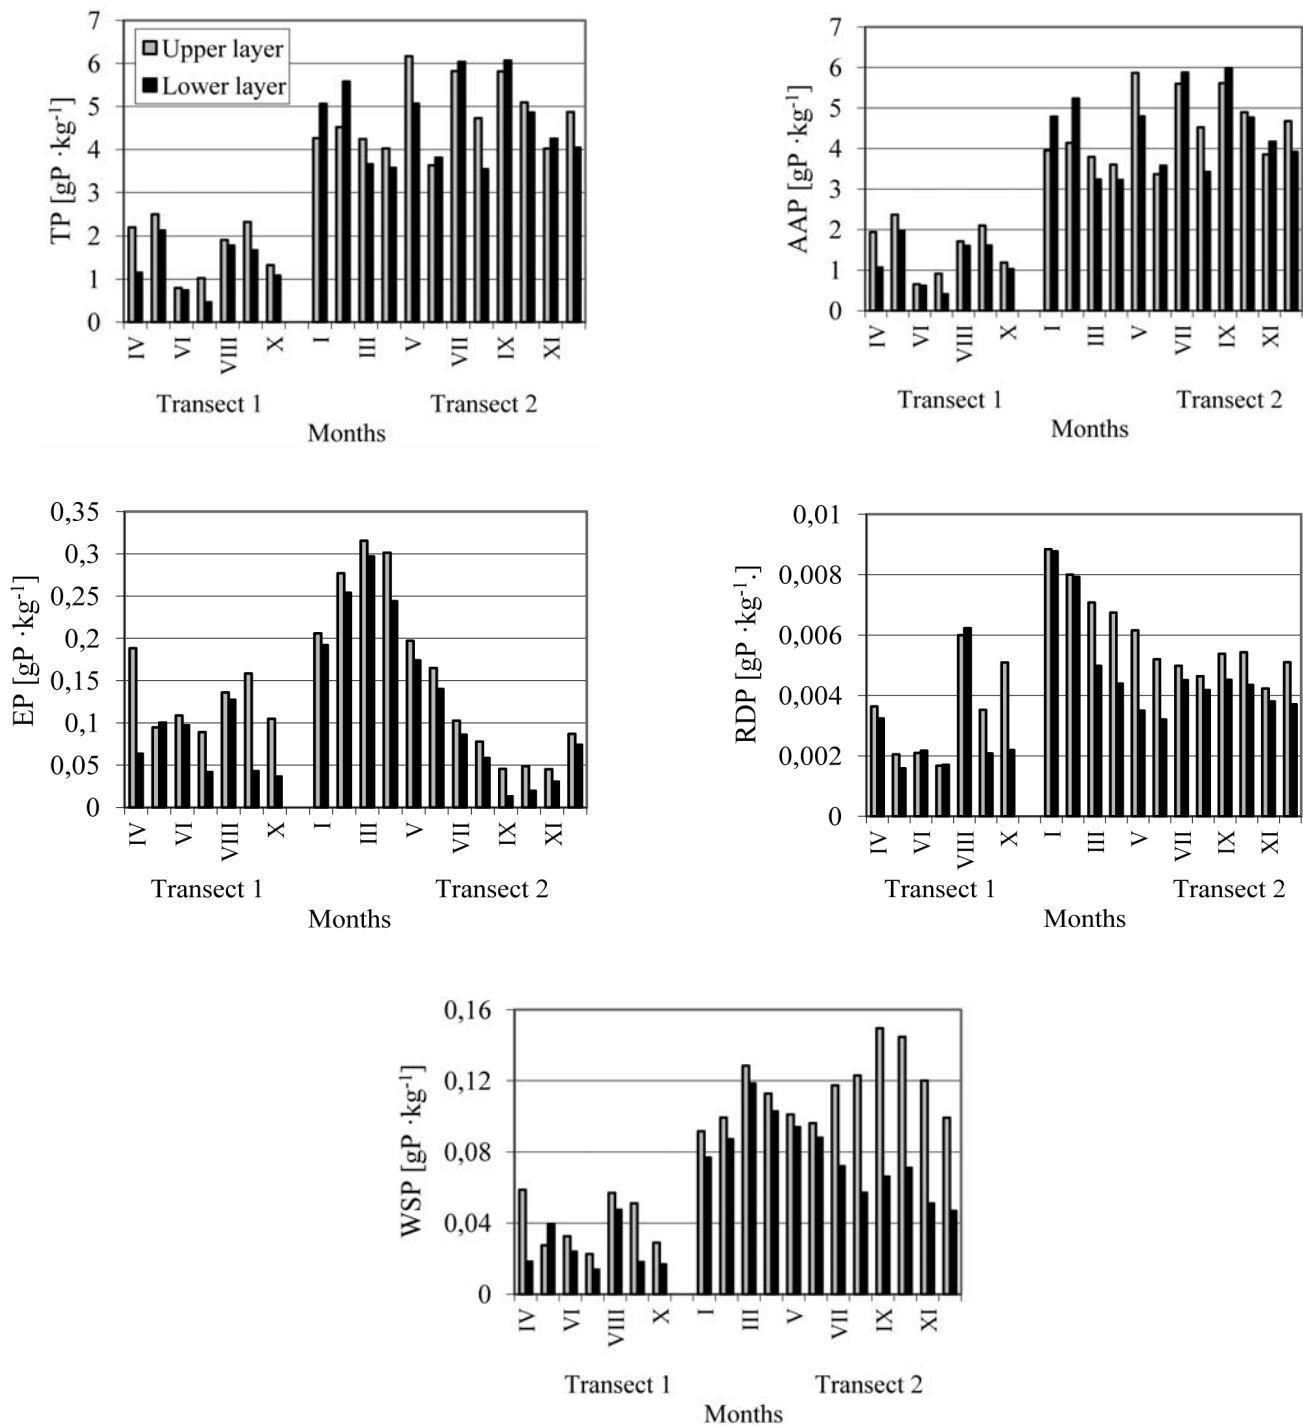 7
6
5
4
3
2
1
0
TP [gP ·kg-1]
Upper layer
Lower layer
IV
VI
VIII
X
I
III
V
VII
IX
XI
Transect 1
Transect 2
Months
7
6
5
4
3
2
1
0
AAP [gP ·kg-1]
IV
VI
VIII
X
I
III
V
VII
IX
XI
Transect 1
Transect 2
Months
0,35
0,3
0,25
0,2
0,15
0,1
0,05
0
EP [gP ·kg-1]
IV
VI
VIII
X
I
III
V
VII
IX
XI
Transect 1
Transect 2
Months
0,01
0,008
0,006
0,004
0,002
0
RDP [gP ·kg-1.]
IV
VI
VIII
X
I
III
V
VII
IX
XI
Transect 1
Transect 2
Months
0,16
0,12
0,08
0,04
0
WSP [gP ·kg-1]
IV
VI
VIII
X
I
III
V
VII
IX
XI
Transect 1
Transect 2
Months